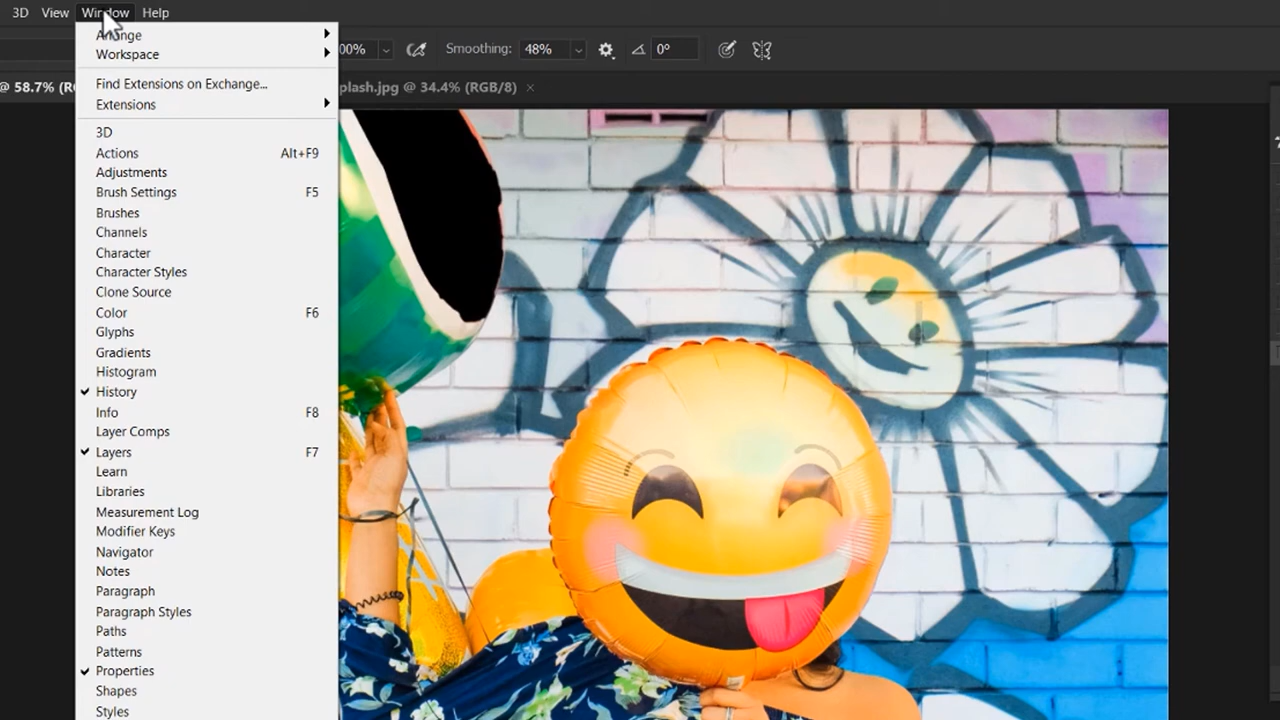 3D View Window Help
00% Smoothing: 48% 0°
@ 58.7% (RG plash.jpg @ 34.4% (RGB/8) ×
Arrange
Workspace
Find Extensions on Exchange...
Extensions
3D
Actions Alt+F9
Adjustments
Brush Settings F5
Brushes
Channels
Character
Character Styles
Clone Source
Color F6
Glyphs
Gradients
Histogram
History
Info F8
Layer Comps
Layers F7
Learn
Libraries
Measurement Log
Modifier Keys
Navigator
Notes
Paragraph
Paragraph Styles
Paths
Patterns
Properties
Shapes
Styles